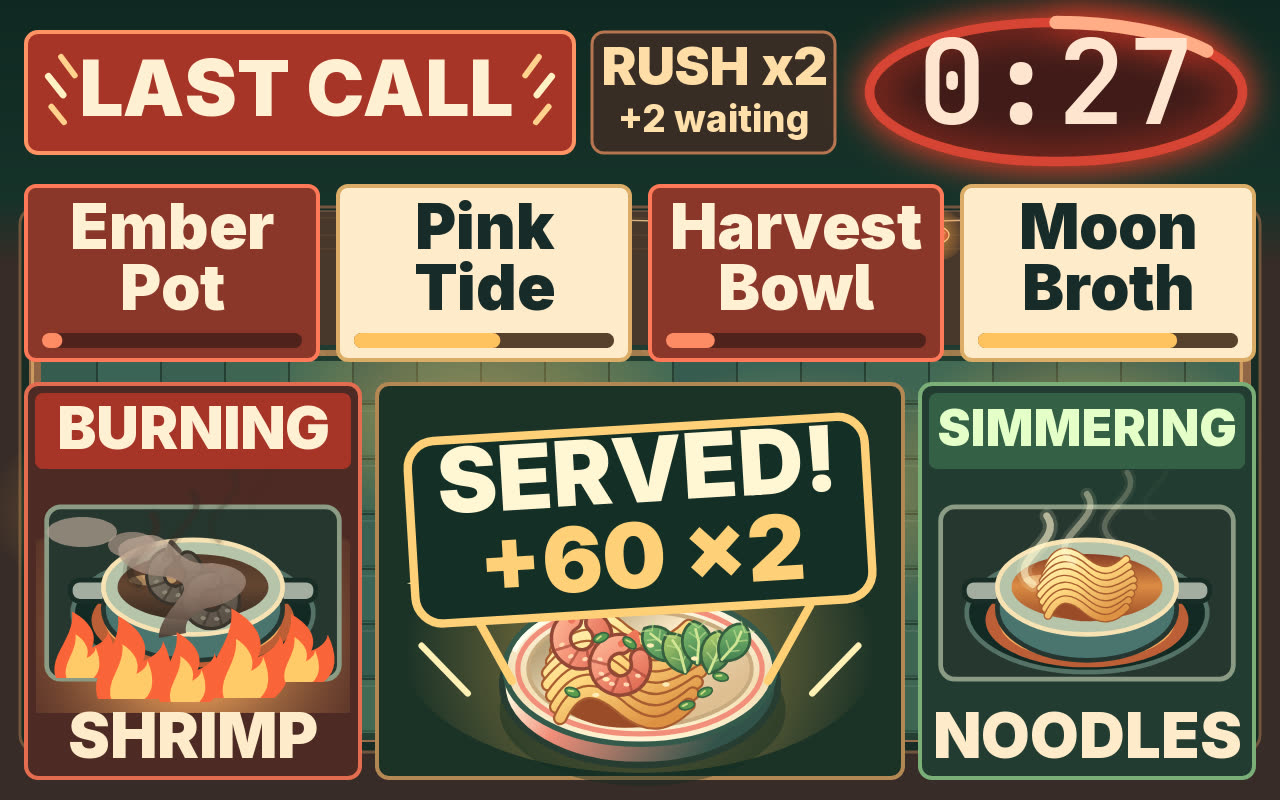 LAST CALL
RUSH x2
+2 waiting
0:27
Ember
Pot
Pink
Tide
Harvest
Bowl
Moon
Broth
BURNING
SHRIMP
SERVED!
+60 ×2
SIMMERING
NOODLES